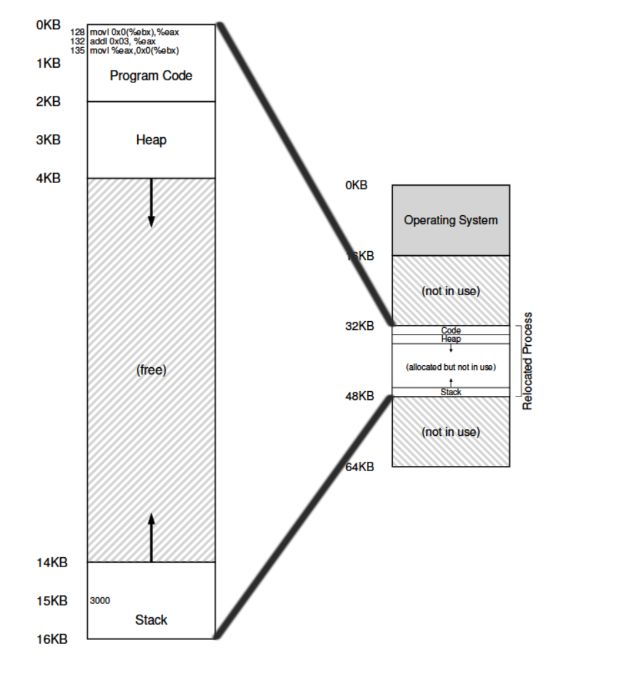 0KB
128 movl 0x0(%ebx),%eax
132 addl 0x03, %eax
135 movl %eax,0x0(%ebx)
1KB
Program Code
2KB
3KB
Heap
4KB
(free)
14KB
15KB
3000
Stack
16KB
0KB
Operating System
16KB
(not in use)
32KB
Code
Heap
(allocated but not in use)
Stack
48KB
(not in use)
64KB
Relocated Process